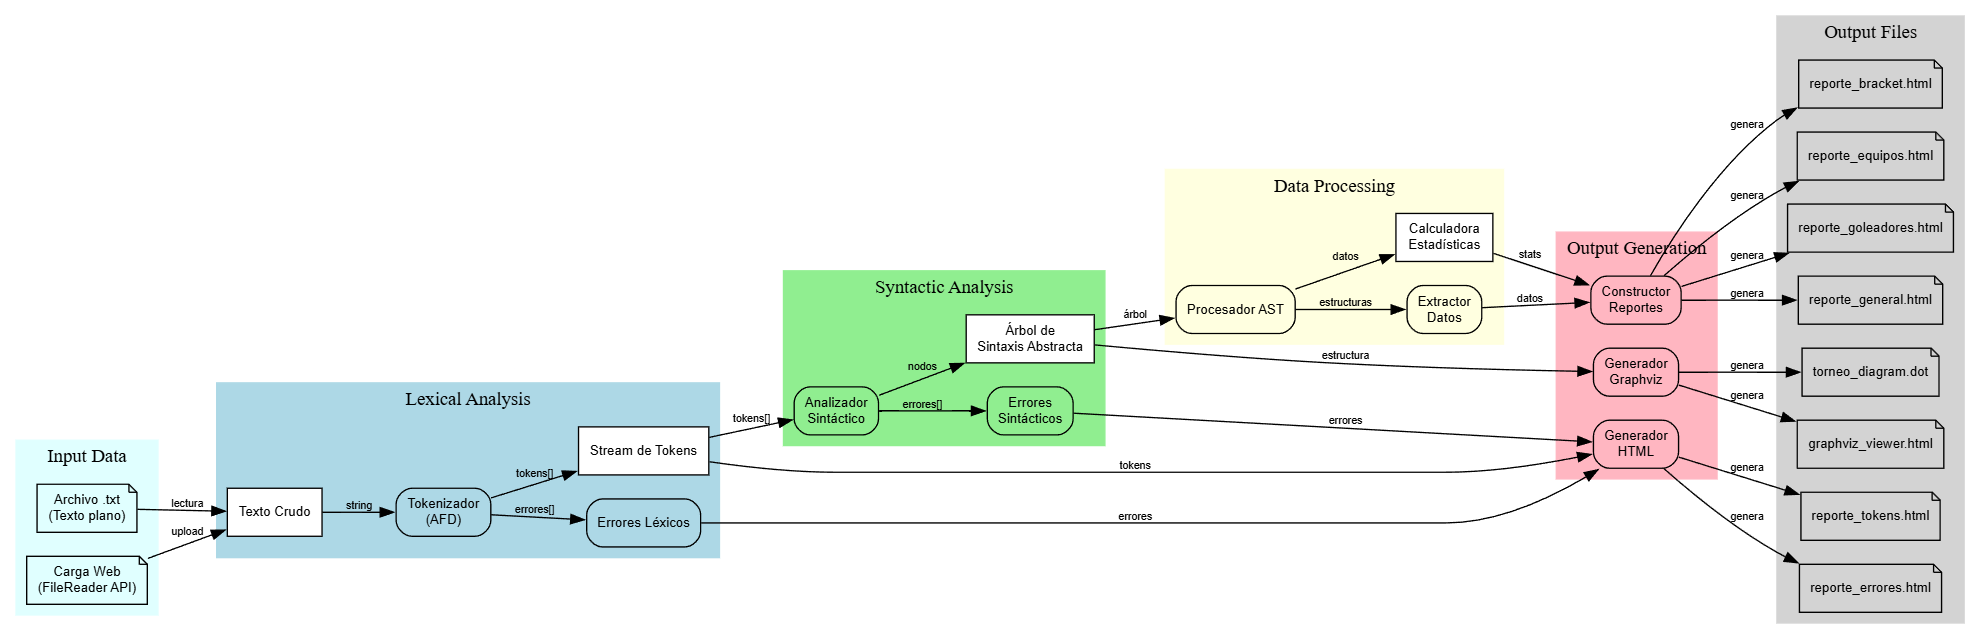 Input Data
Archivo .txt
(Texto plano)
Carga Web
(FileReader API)
lectura
upload
Lexical Analysis
Texto Crudo
string
Tokenizador
(AFD)
tokens[]
errores[]
Stream de Tokens
Errores Léxicos
tokens[]
tokens
errores
Syntactic Analysis
Analizador
Sintáctico
nodos
errores[]
Árbol de
Sintaxis Abstracta
Errores
Sintácticos
árbol
estructura
errores
Data Processing
Procesador AST
datos
estructuras
Calculadora
Estadísticas
Extractor
Datos
stats
datos
Output Generation
Constructor
Reportes
Generador
Graphviz
Generador
HTML
genera
genera
genera
genera
genera
genera
genera
genera
Output Files
reporte_bracket.html
reporte_equipos.html
reporte_goleadores.html
reporte_general.html
torneo_diagram.dot
graphviz_viewer.html
reporte_tokens.html
reporte_errores.html